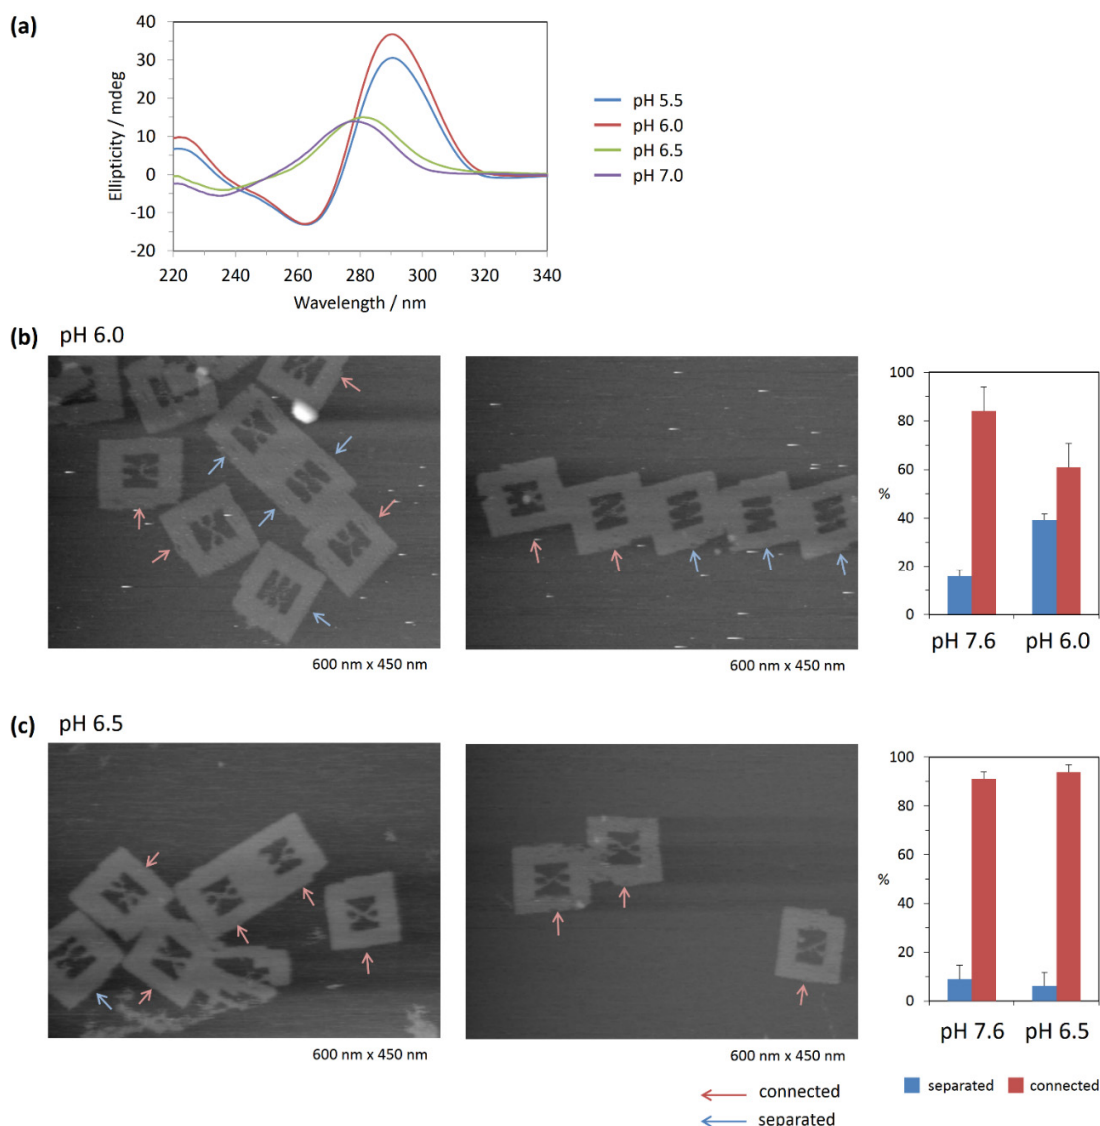 (a)
40
30
20
10
0
-10
-20
Ellipticity / mdeg
220 240 260 280 300 320 340
Wavelength / nm
pH 5.5
pH 6.0
pH 6.5
pH 7.0
(b) pH 6.0
600 nm x 450 nm
600 nm x 450 nm
100
80
60
%
40
20
0
pH 7.6 pH 6.0
(c) pH 6.5
600 nm x 450 nm
600 nm x 450 nm
100
80
60
%
40
20
0
pH 7.6 pH 6.5
connected
separated
separated connected